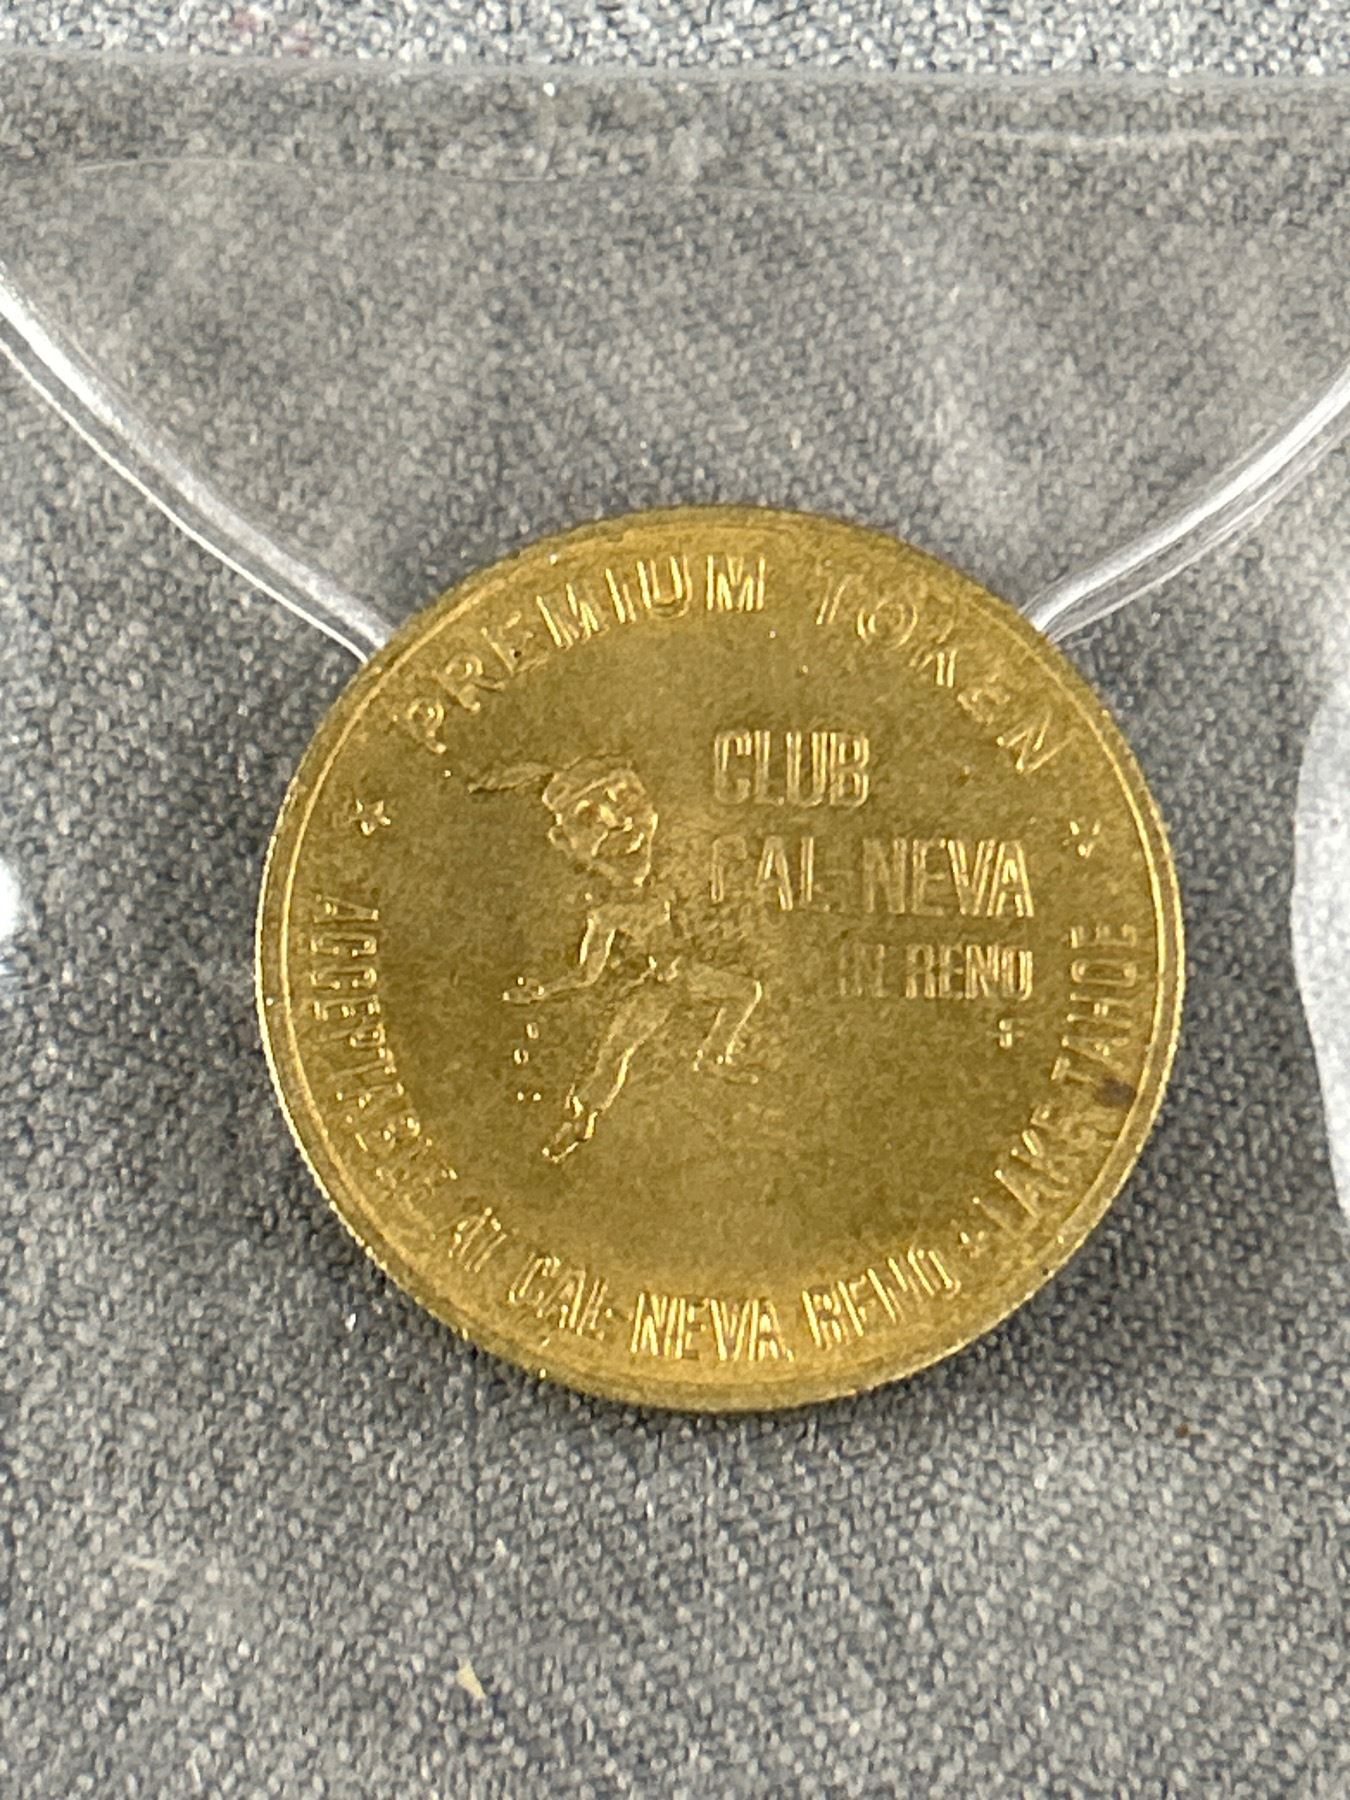 PREMIUM TOKEN
CLUB
CAL-NEVA
IN RENO
ACCEPTABLE AT CAL-NEVA RENO - LAKE TAHOE